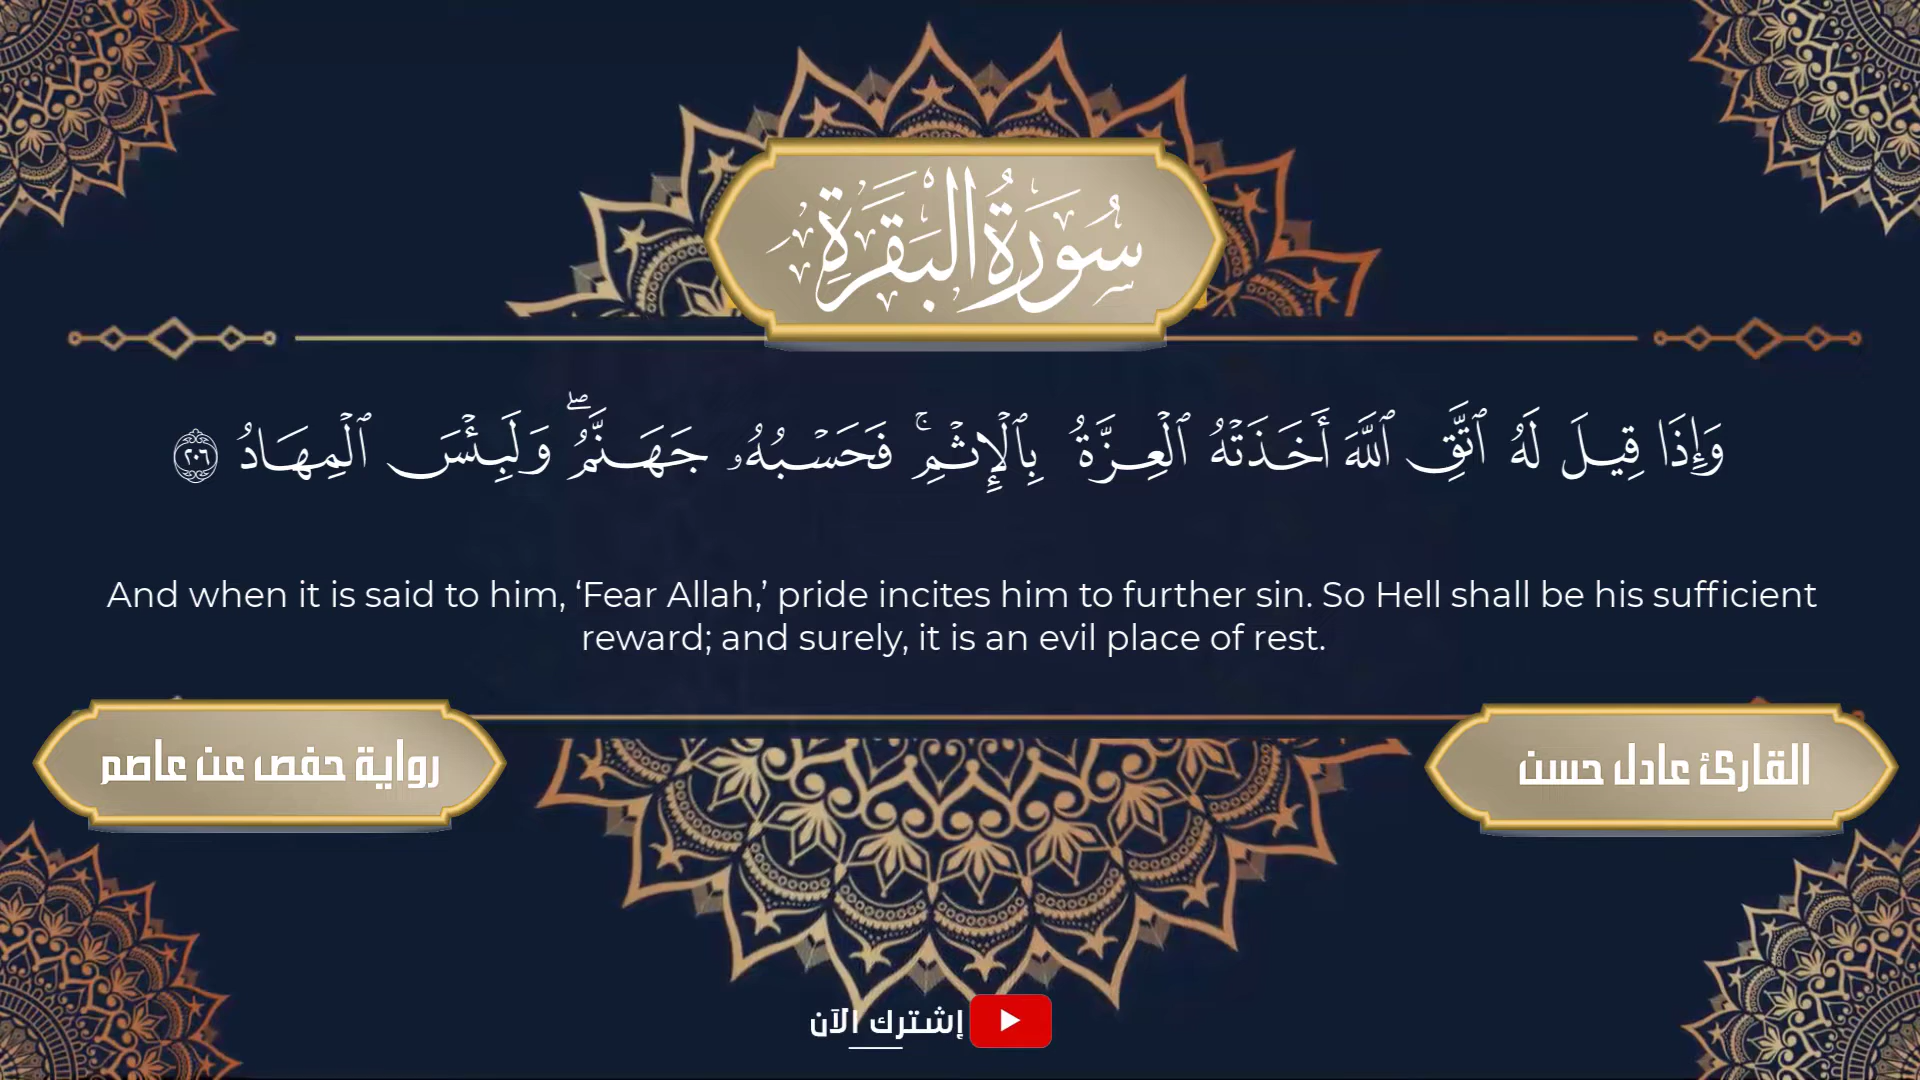 سُورَةُ البَقَرَةِ
وَإِذَا قِيلَ لَهُ ٱتَّقِ ٱللَّهَ أَخَذَتْهُ ٱلْعِزَّةُ بِٱلْإِثْمِ ۚ فَحَسْبُهُۥ جَهَنَّمُ ۖ وَلَبِئْسَ ٱلْمِهَادُ ٢٠٦
And when it is said to him, ‘Fear Allah,’ pride incites him to further sin. So Hell shall be his sufficient
reward; and surely, it is an evil place of rest.
القارئ عادل حسن
رواية حفص عن عاصم
إشترك الآن